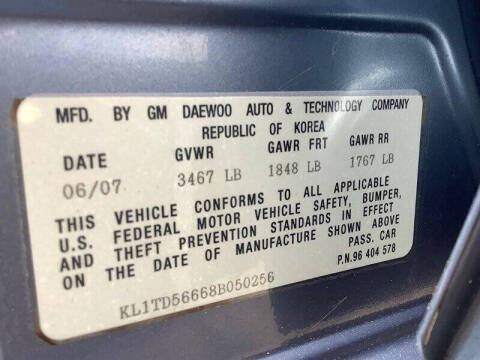 MFD. BY GM DAEWOO AUTO & TECHNOLOGY COMPANY
REPUBLIC OF KOREA
DATE GVWR GAWR FRT GAWR RR
06/07 3467 LB 1848 LB 1767 LB
THIS VEHICLE CONFORMS TO ALL APPLICABLE
U.S. FEDERAL MOTOR VEHICLE SAFETY, BUMPER,
AND THEFT PREVENTION STANDARDS IN EFFECT
ON THE DATE OF MANUFACTURE SHOWN ABOVE
PASS. CAR
KL1TD56668B050256 P.N.96 404 578